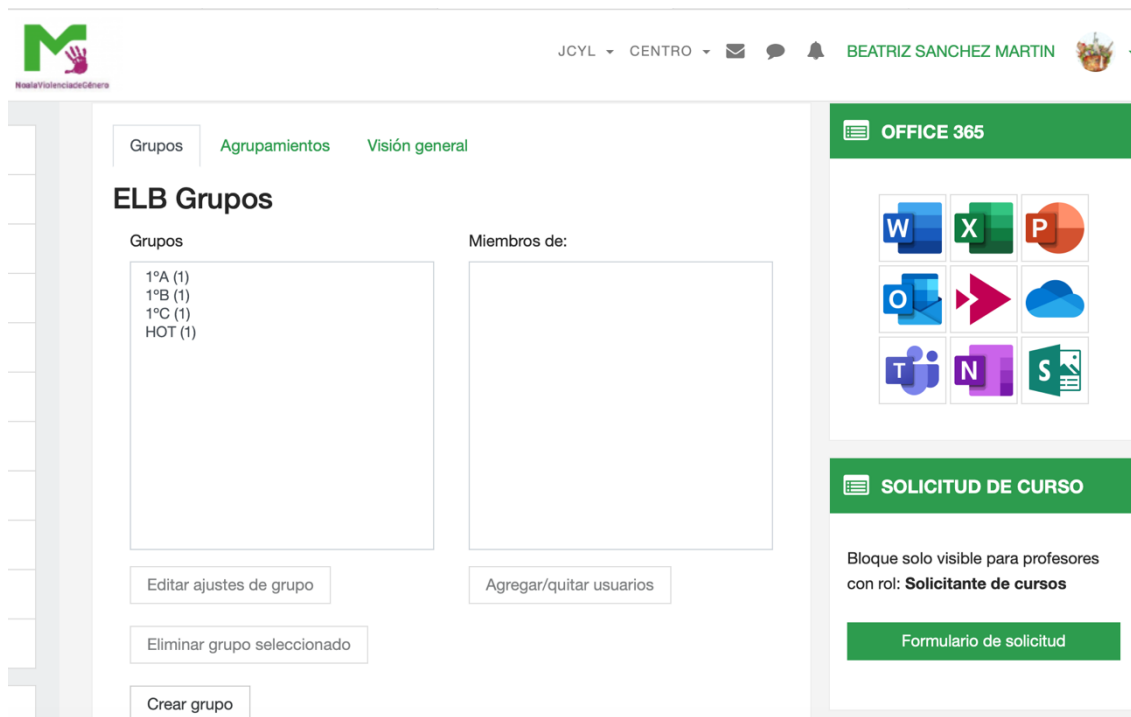 NoalaViolenciadeGénero
JCYL CENTRO BEATRIZ SANCHEZ MARTIN
Grupos Agrupamientos Visión general
ELB Grupos
Grupos
1ºA (1)
1ºB (1)
1ºC (1)
HOT (1)
Editar ajustes de grupo
Eliminar grupo seleccionado
Crear grupo
Miembros de:
Agregar/quitar usuarios
OFFICE 365
W X P
O
T N S
SOLICITUD DE CURSO
Bloque solo visible para profesores
con rol: Solicitante de cursos
Formulario de solicitud